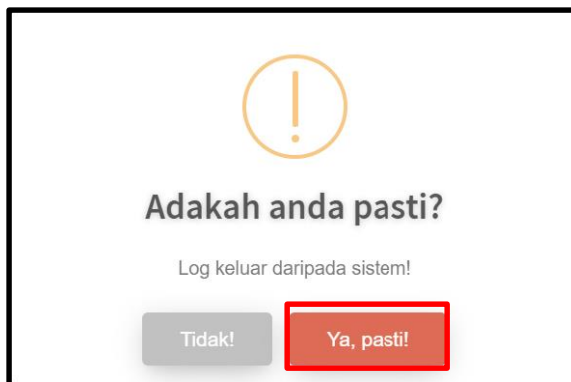 Adakah anda pasti?
Log keluar daripada sistem!
Tidak!
Ya, pasti!